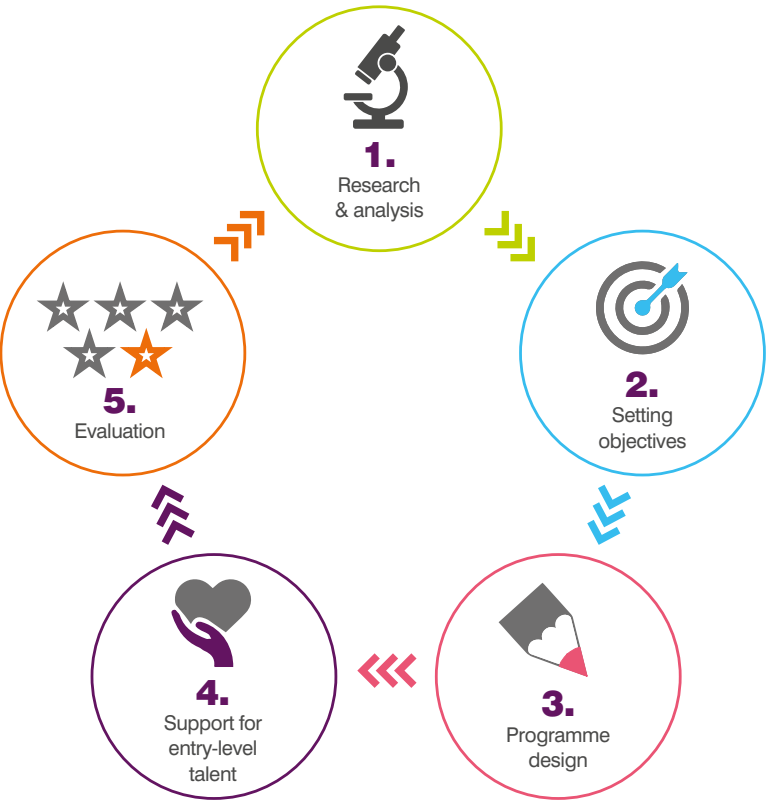 1.
Research
& analysis
2.
Setting
objectives
3.
Programme
design
4.
Support for
entry-level
talent
5.
Evaluation